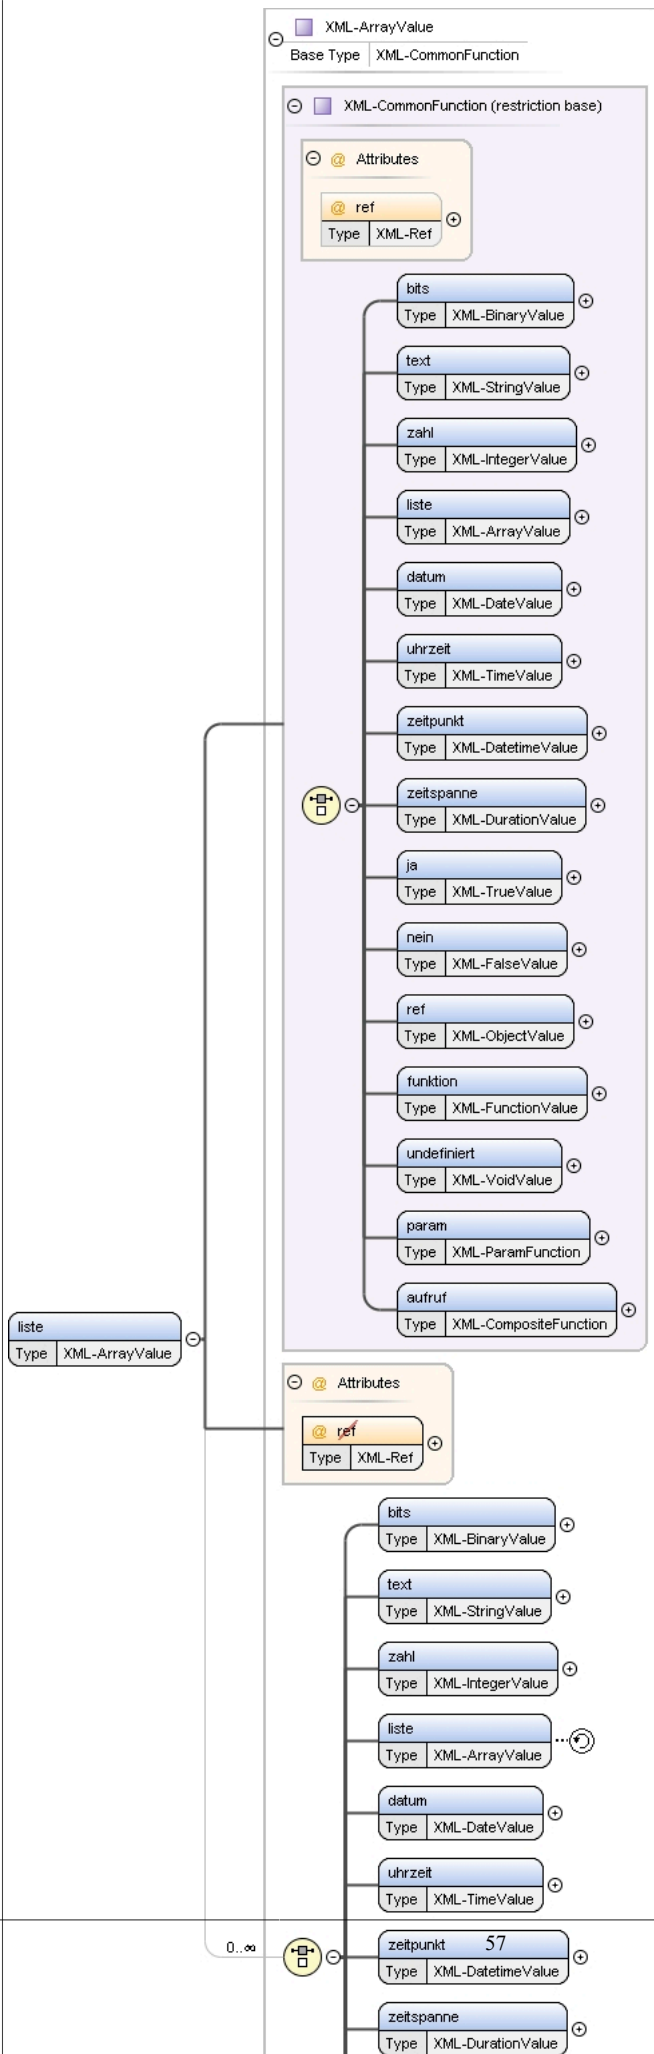 XML-ArrayValue
Base Type XML-CommonFunction
XML-CommonFunction (restriction base)
@ Attributes
@ ref
Type XML-Ref
bits
Type XML-BinaryValue
text
Type XML-StringValue
zahl
Type XML-IntegerValue
liste
Type XML-ArrayValue
datum
Type XML-DateValue
uhrzeit
Type XML-TimeValue
zeitpunkt
Type XML-DatetimeValue
zeitspanne
Type XML-DurationValue
ja
Type XML-TrueValue
nein
Type XML-FalseValue
ref
Type XML-ObjectValue
funktion
Type XML-FunctionValue
undefiniert
Type XML-VoidValue
param
Type XML-ParamFunction
aufruf
Type XML-CompositeFunction
liste
Type XML-ArrayValue
@ Attributes
@ ref
Type XML-Ref
bits
Type XML-BinaryValue
text
Type XML-StringValue
zahl
Type XML-IntegerValue
liste
Type XML-ArrayValue
datum
Type XML-DateValue
uhrzeit
Type XML-TimeValue
0..∞
zeitpunkt 57
Type XML-DatetimeValue
zeitspanne
Type XML-DurationValue